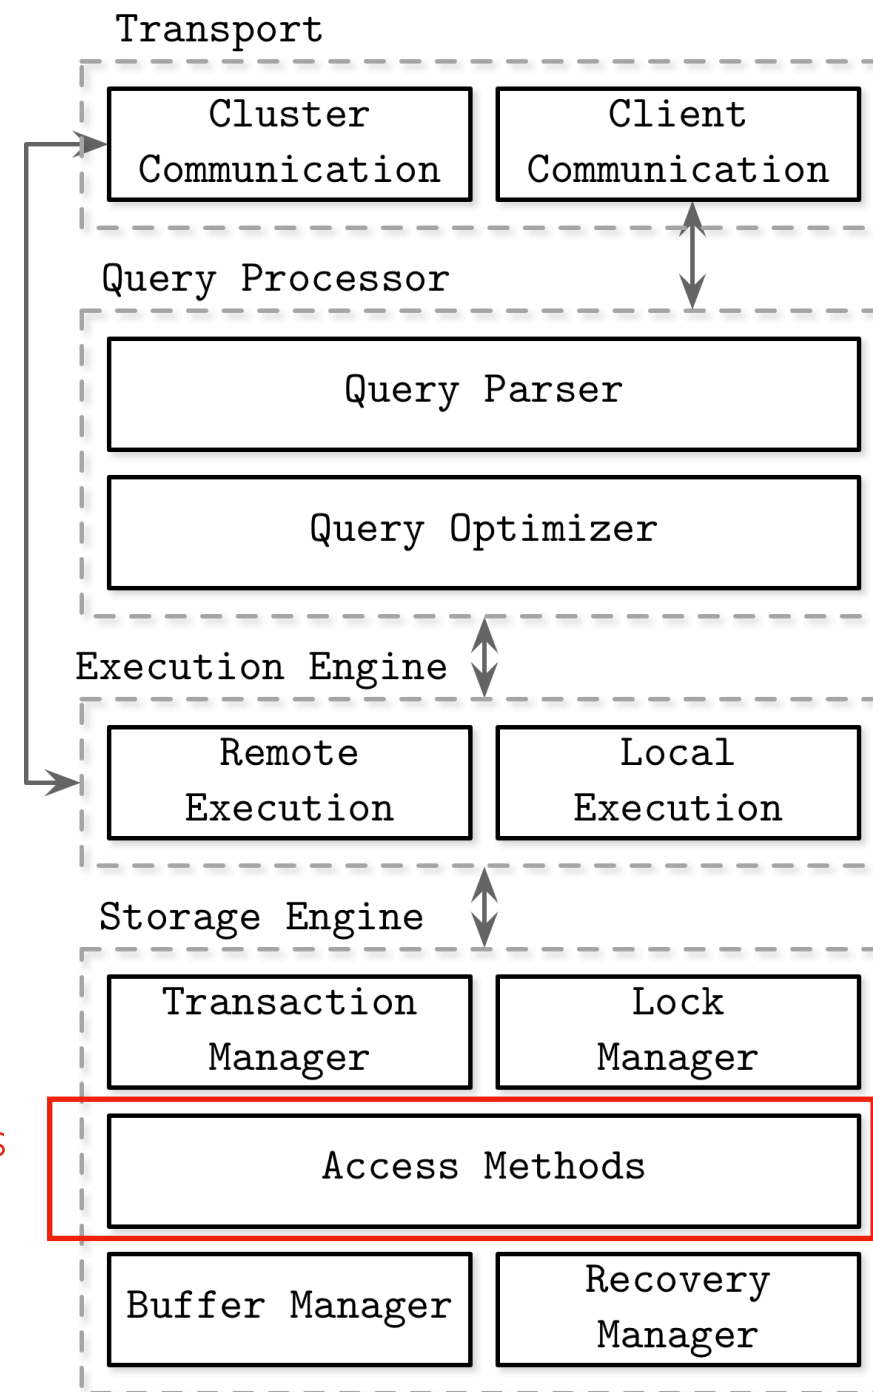 Transport
Cluster
Communication
Client
Communication
Query Processor
Query Parser
Query Optimizer
Execution Engine
Remote
Execution
Local
Execution
Storage Engine
Transaction
Manager
Lock
Manager
Access Methods
Buffer Manager
Recovery
Manager